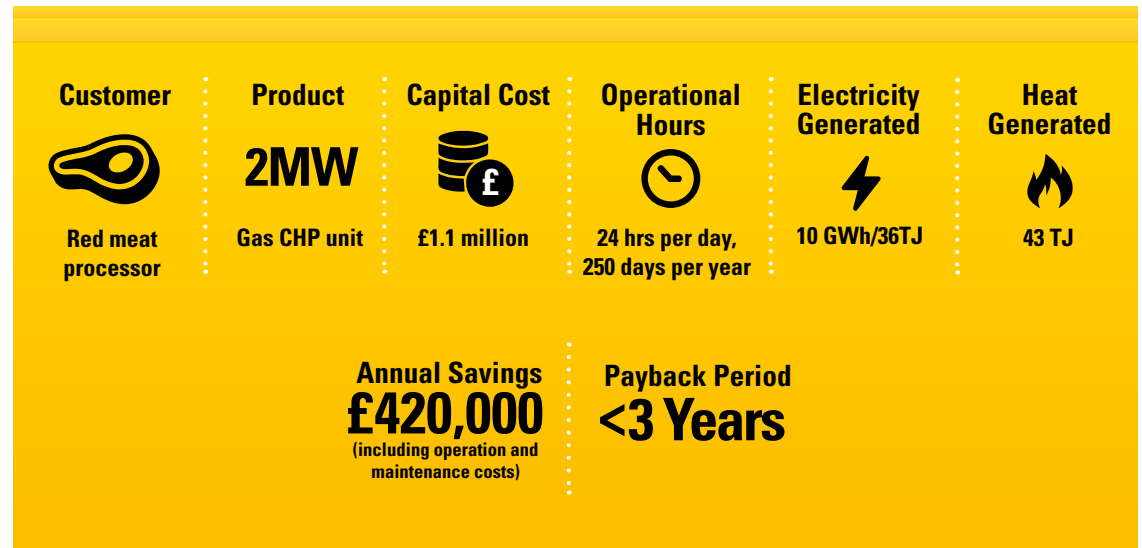 Customer
Red meat
processor
Product
2MW
Gas CHP unit
Capital Cost
£
£1.1 million
Operational
Hours
24 hrs per day,
250 days per year
Electricity
Generated
10 GWh/36TJ
Heat
Generated
43 TJ
Annual Savings
£420,000
(including operation and
maintenance costs)
Payback Period
<3 Years